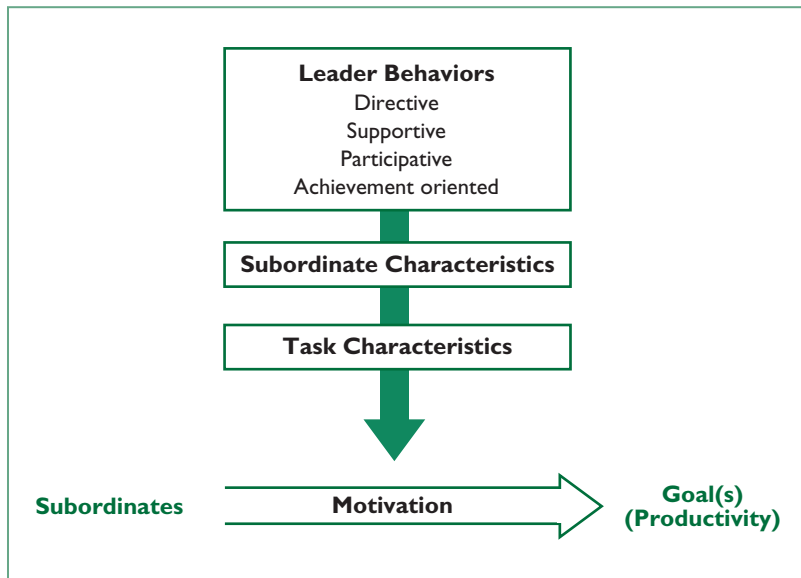 Leader Behaviors
Directive
Supportive
Participative
Achievement oriented
Subordinate Characteristics
Task Characteristics
Subordinates
Motivation
Goal(s)
(Productivity)